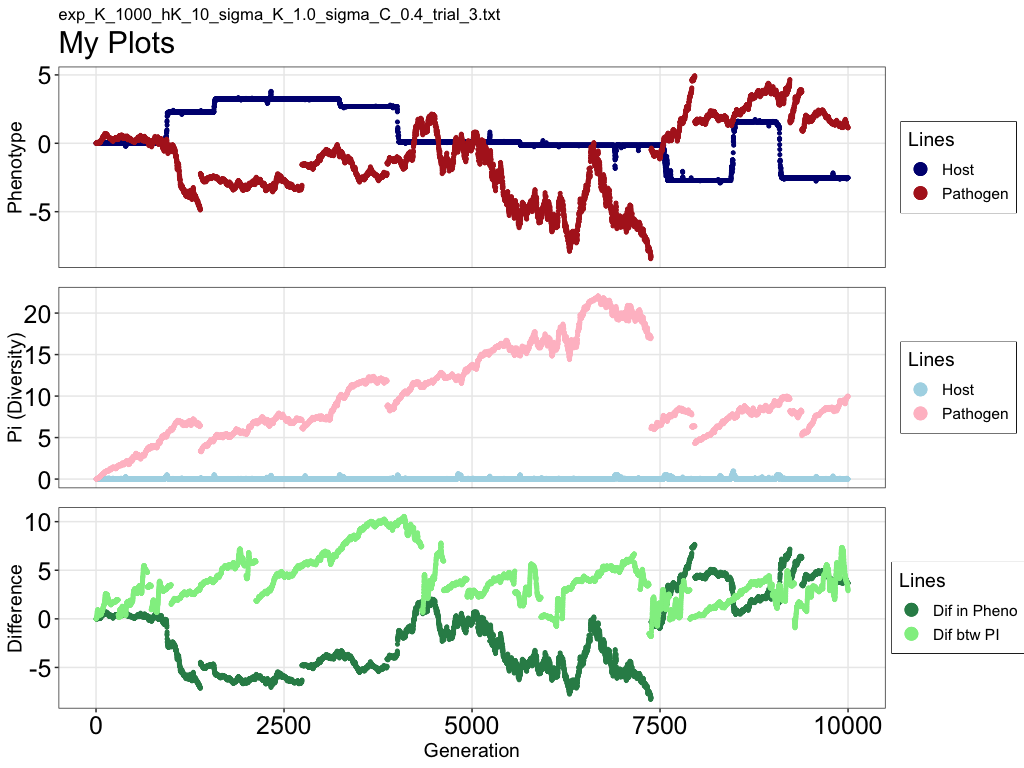 exp_K_1000_hK_10_sigma_K_1.0_sigma_C_0.4_trial_3.txt
My Plots
Phenotype
5
0
-5
Lines
Host
Pathogen
Pi (Diversity)
20
15
10
5
0
Lines
Host
Pathogen
Difference
10
5
0
-5
Lines
Dif in Pheno
Dif btw PI
0 2500 5000 7500 10000
Generation